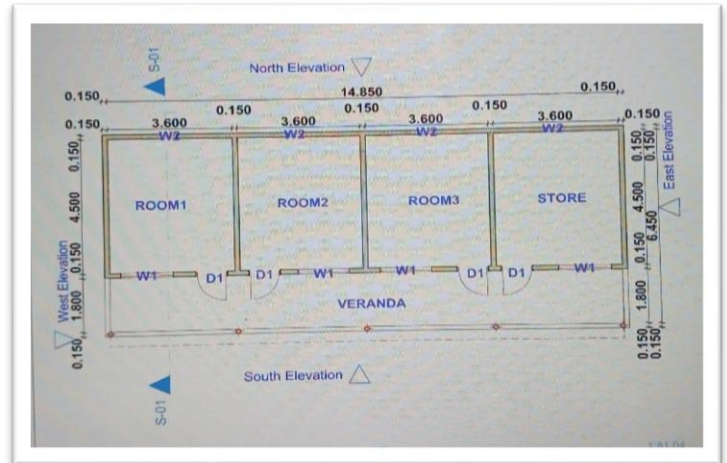 S-01
North Elevation
0.150 14.850 0.150
0.150 0.150 0.150
0.150 3.600 3.600 3.600 3.600 0.150
W2 W2 W2 W2
0.150 4.500 0.150 1.800 0.150
West Elevation
ROOM1 ROOM2 ROOM3 STORE
W1 D1 D1 W1 W1 D1 D1 W1
VERANDA
0.150 4.500 0.150 1.800 0.150
0.150 6.450 0.150
East Elevation
S-01
South Elevation